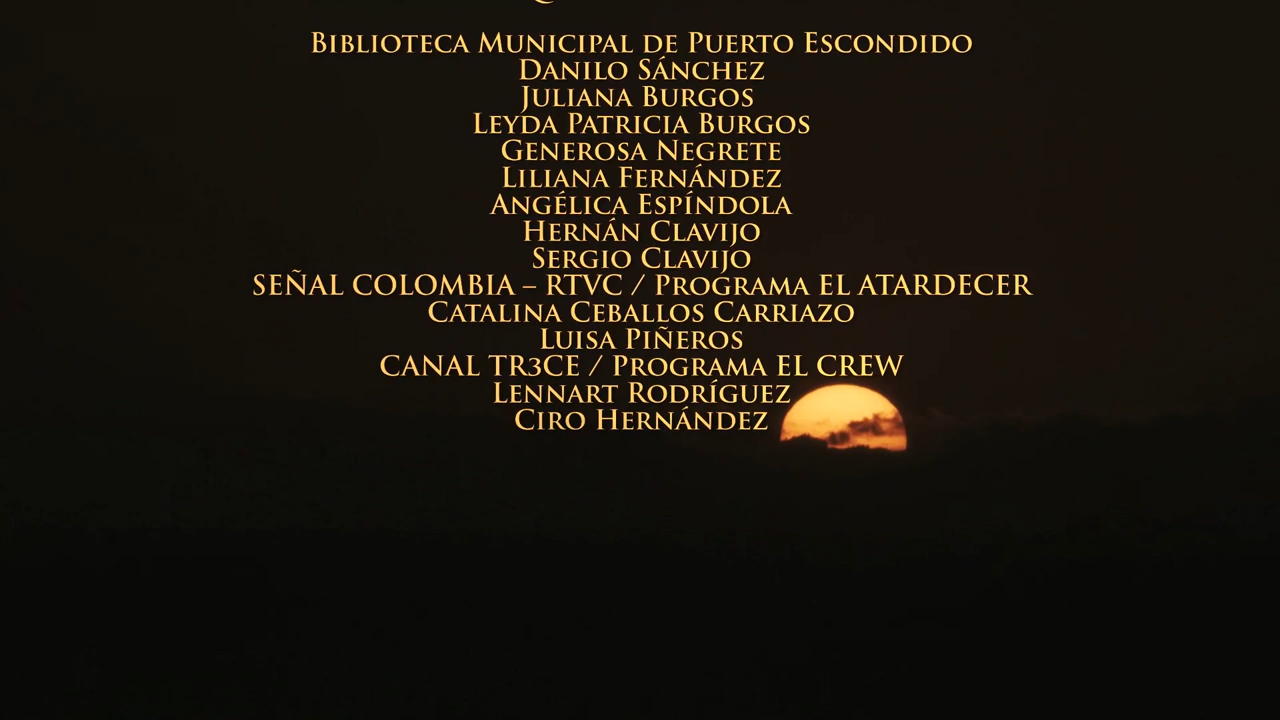 Biblioteca Municipal de Puerto Escondido
Danilo Sánchez
Juliana Burgos
Leyda Patricia Burgos
Generosa Negrete
Liliana Fernández
Angélica Espíndola
Hernán Clavijo
Sergio Clavijo
SEÑAL COLOMBIA – RTVC / Programa EL ATARDECER
Catalina Ceballos Carriazo
Luisa Piñeros
CANAL TR3CE / Programa EL CREW
Lennart Rodríguez
Ciro Hernández